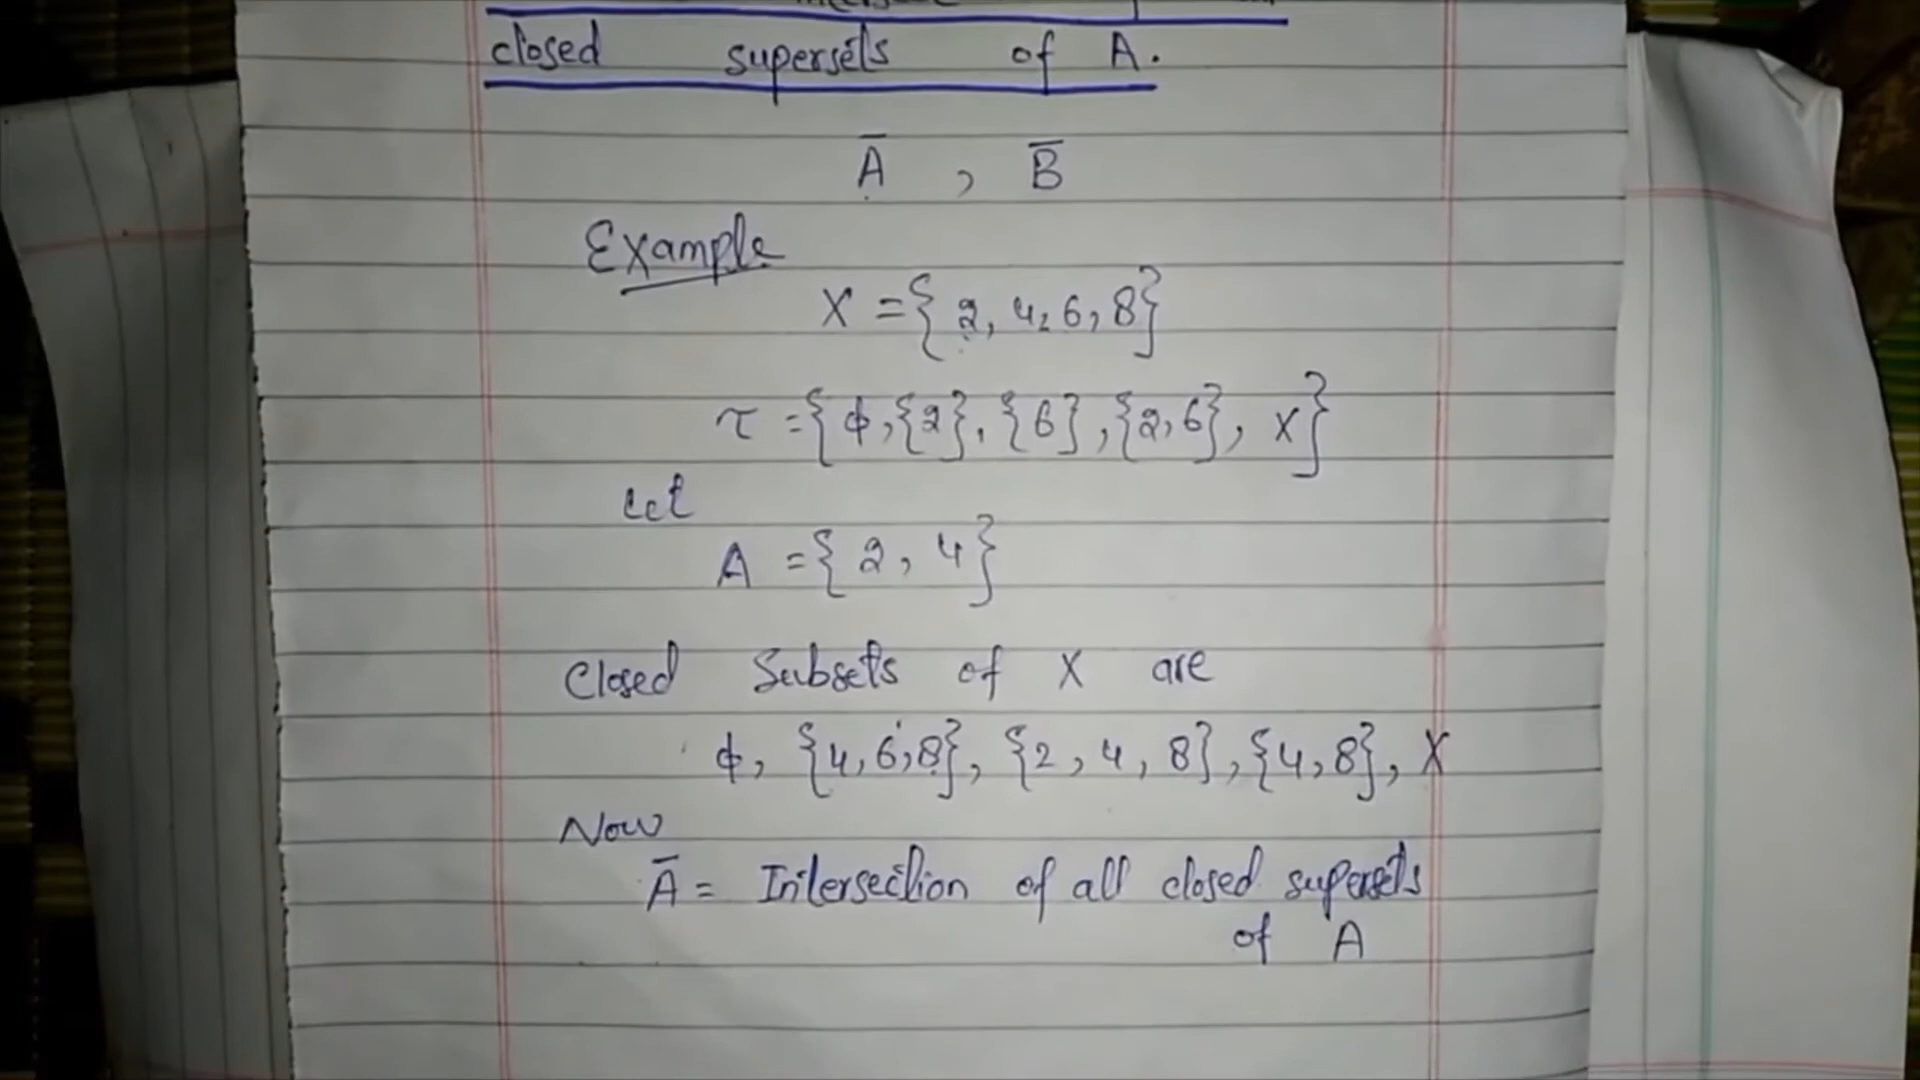 closed supersets of A.
A̅ , B̅
Example
X = { 2, 4, 6, 8}
τ = { ϕ, {2}, {6}, {2, 6}, X }
Let
A = { 2, 4 }
Closed Subsets of X are
ϕ, {4, 6, 8}, {2, 4, 8}, {4, 8}, X
Now
A̅ = Intersection of all closed supersets
of A